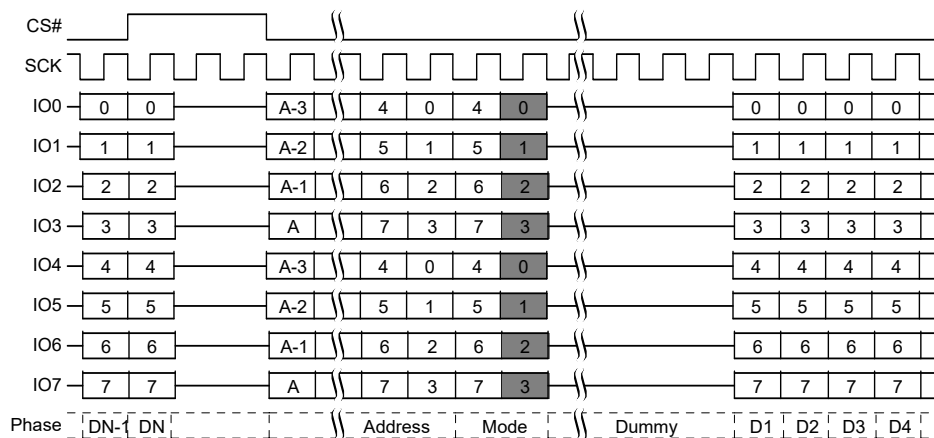 CS#
SCK
IO0 0 0 A-3 4 0 4 0 0 0 0 0
IO1 1 1 A-2 5 1 5 1 1 1 1 1
IO2 2 2 A-1 6 2 6 2 2 2 2 2
IO3 3 3 A 7 3 7 3 3 3 3 3
IO4 4 4 A-3 4 0 4 0 4 4 4 4
IO5 5 5 A-2 5 1 5 1 5 5 5 5
IO6 6 6 A-1 6 2 6 2 6 6 6 6
IO7 7 7 A 7 3 7 3 7 7 7 7
Phase DN-1 DN Address Mode Dummy D1 D2 D3 D4